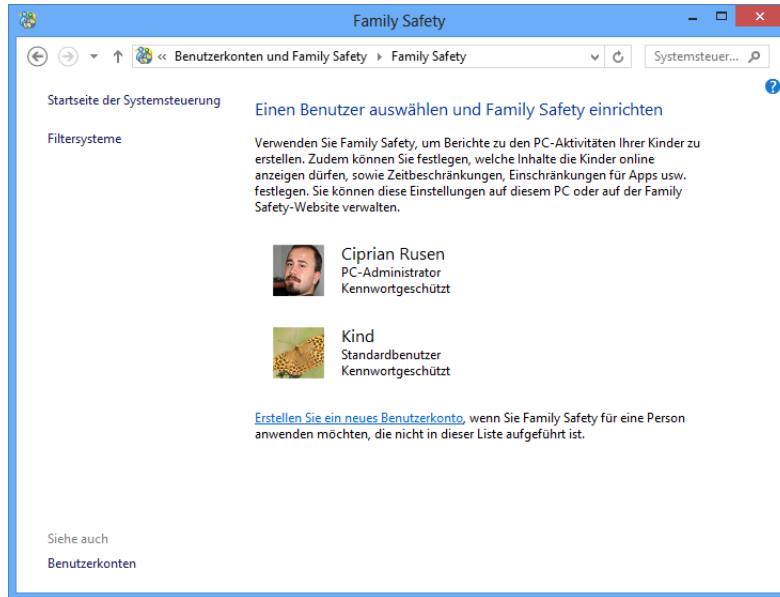 Family Safety
« Benutzerkonten und Family Safety Family Safety
Systemsteuer...
Startseite der Systemsteuerung
Filtersysteme
Einen Benutzer auswählen und Family Safety einrichten
Verwenden Sie Family Safety, um Berichte zu den PC-Aktivitäten Ihrer Kinder zu
erstellen. Zudem können Sie festlegen, welche Inhalte die Kinder online
anzeigen dürfen, sowie Zeitbeschränkungen, Einschränkungen für Apps usw.
festlegen. Sie können diese Einstellungen auf diesem PC oder auf der Family
Safety-Website verwalten.
Ciprian Rusen
PC-Administrator
Kennwortgeschützt
Kind
Standardbenutzer
Kennwortgeschützt
Erstellen Sie ein neues Benutzerkonto, wenn Sie Family Safety für eine Person
anwenden möchten, die nicht in dieser Liste aufgeführt ist.
Siehe auch
Benutzerkonten